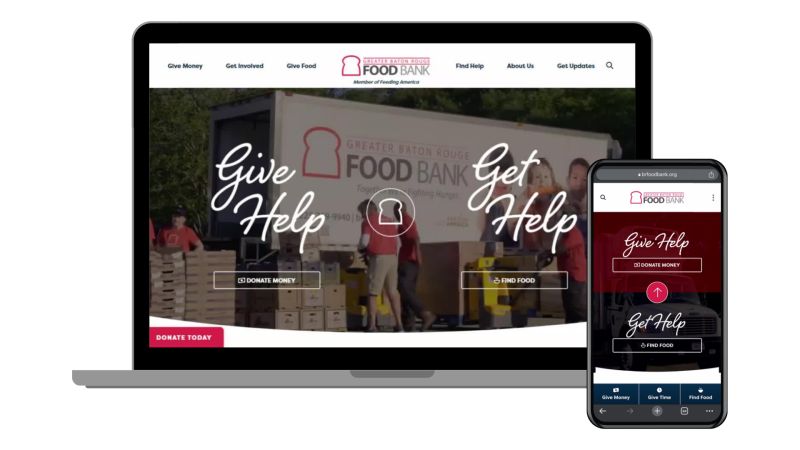 Give Money
Get Involved
Give Food
GREATER BATON ROUGE
FOOD BANK
Member of Feeding America
Find Help
About Us
Get Updates
GREATER BATON ROUGE
FOOD BANK
Give
Help
DONATE MONEY
Get
Help
FIND FOOD
DONATE TODAY
brfoodbank.org
GREATER BATON ROUGE
FOOD BANK
Give Help
DONATE MONEY
Get Help
FIND FOOD
Give Money
Give Time
Find Food